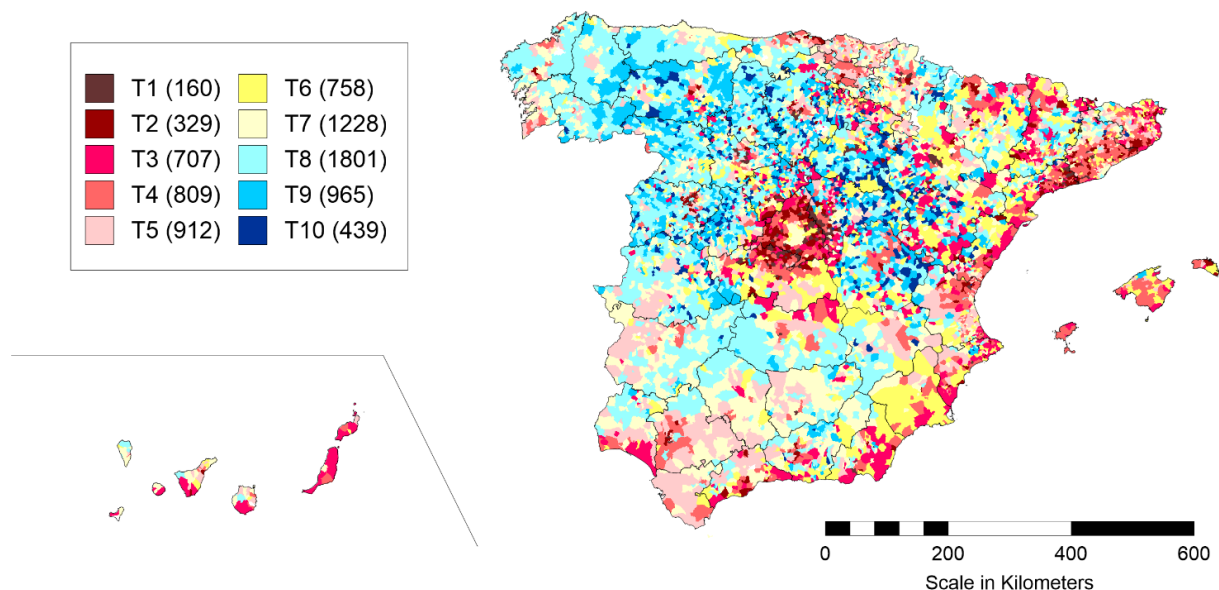 T1 (160) T6 (758)
T2 (329) T7 (1228)
T3 (707) T8 (1801)
T4 (809) T9 (965)
T5 (912) T10 (439)
0 200 400 600
Scale in Kilometers